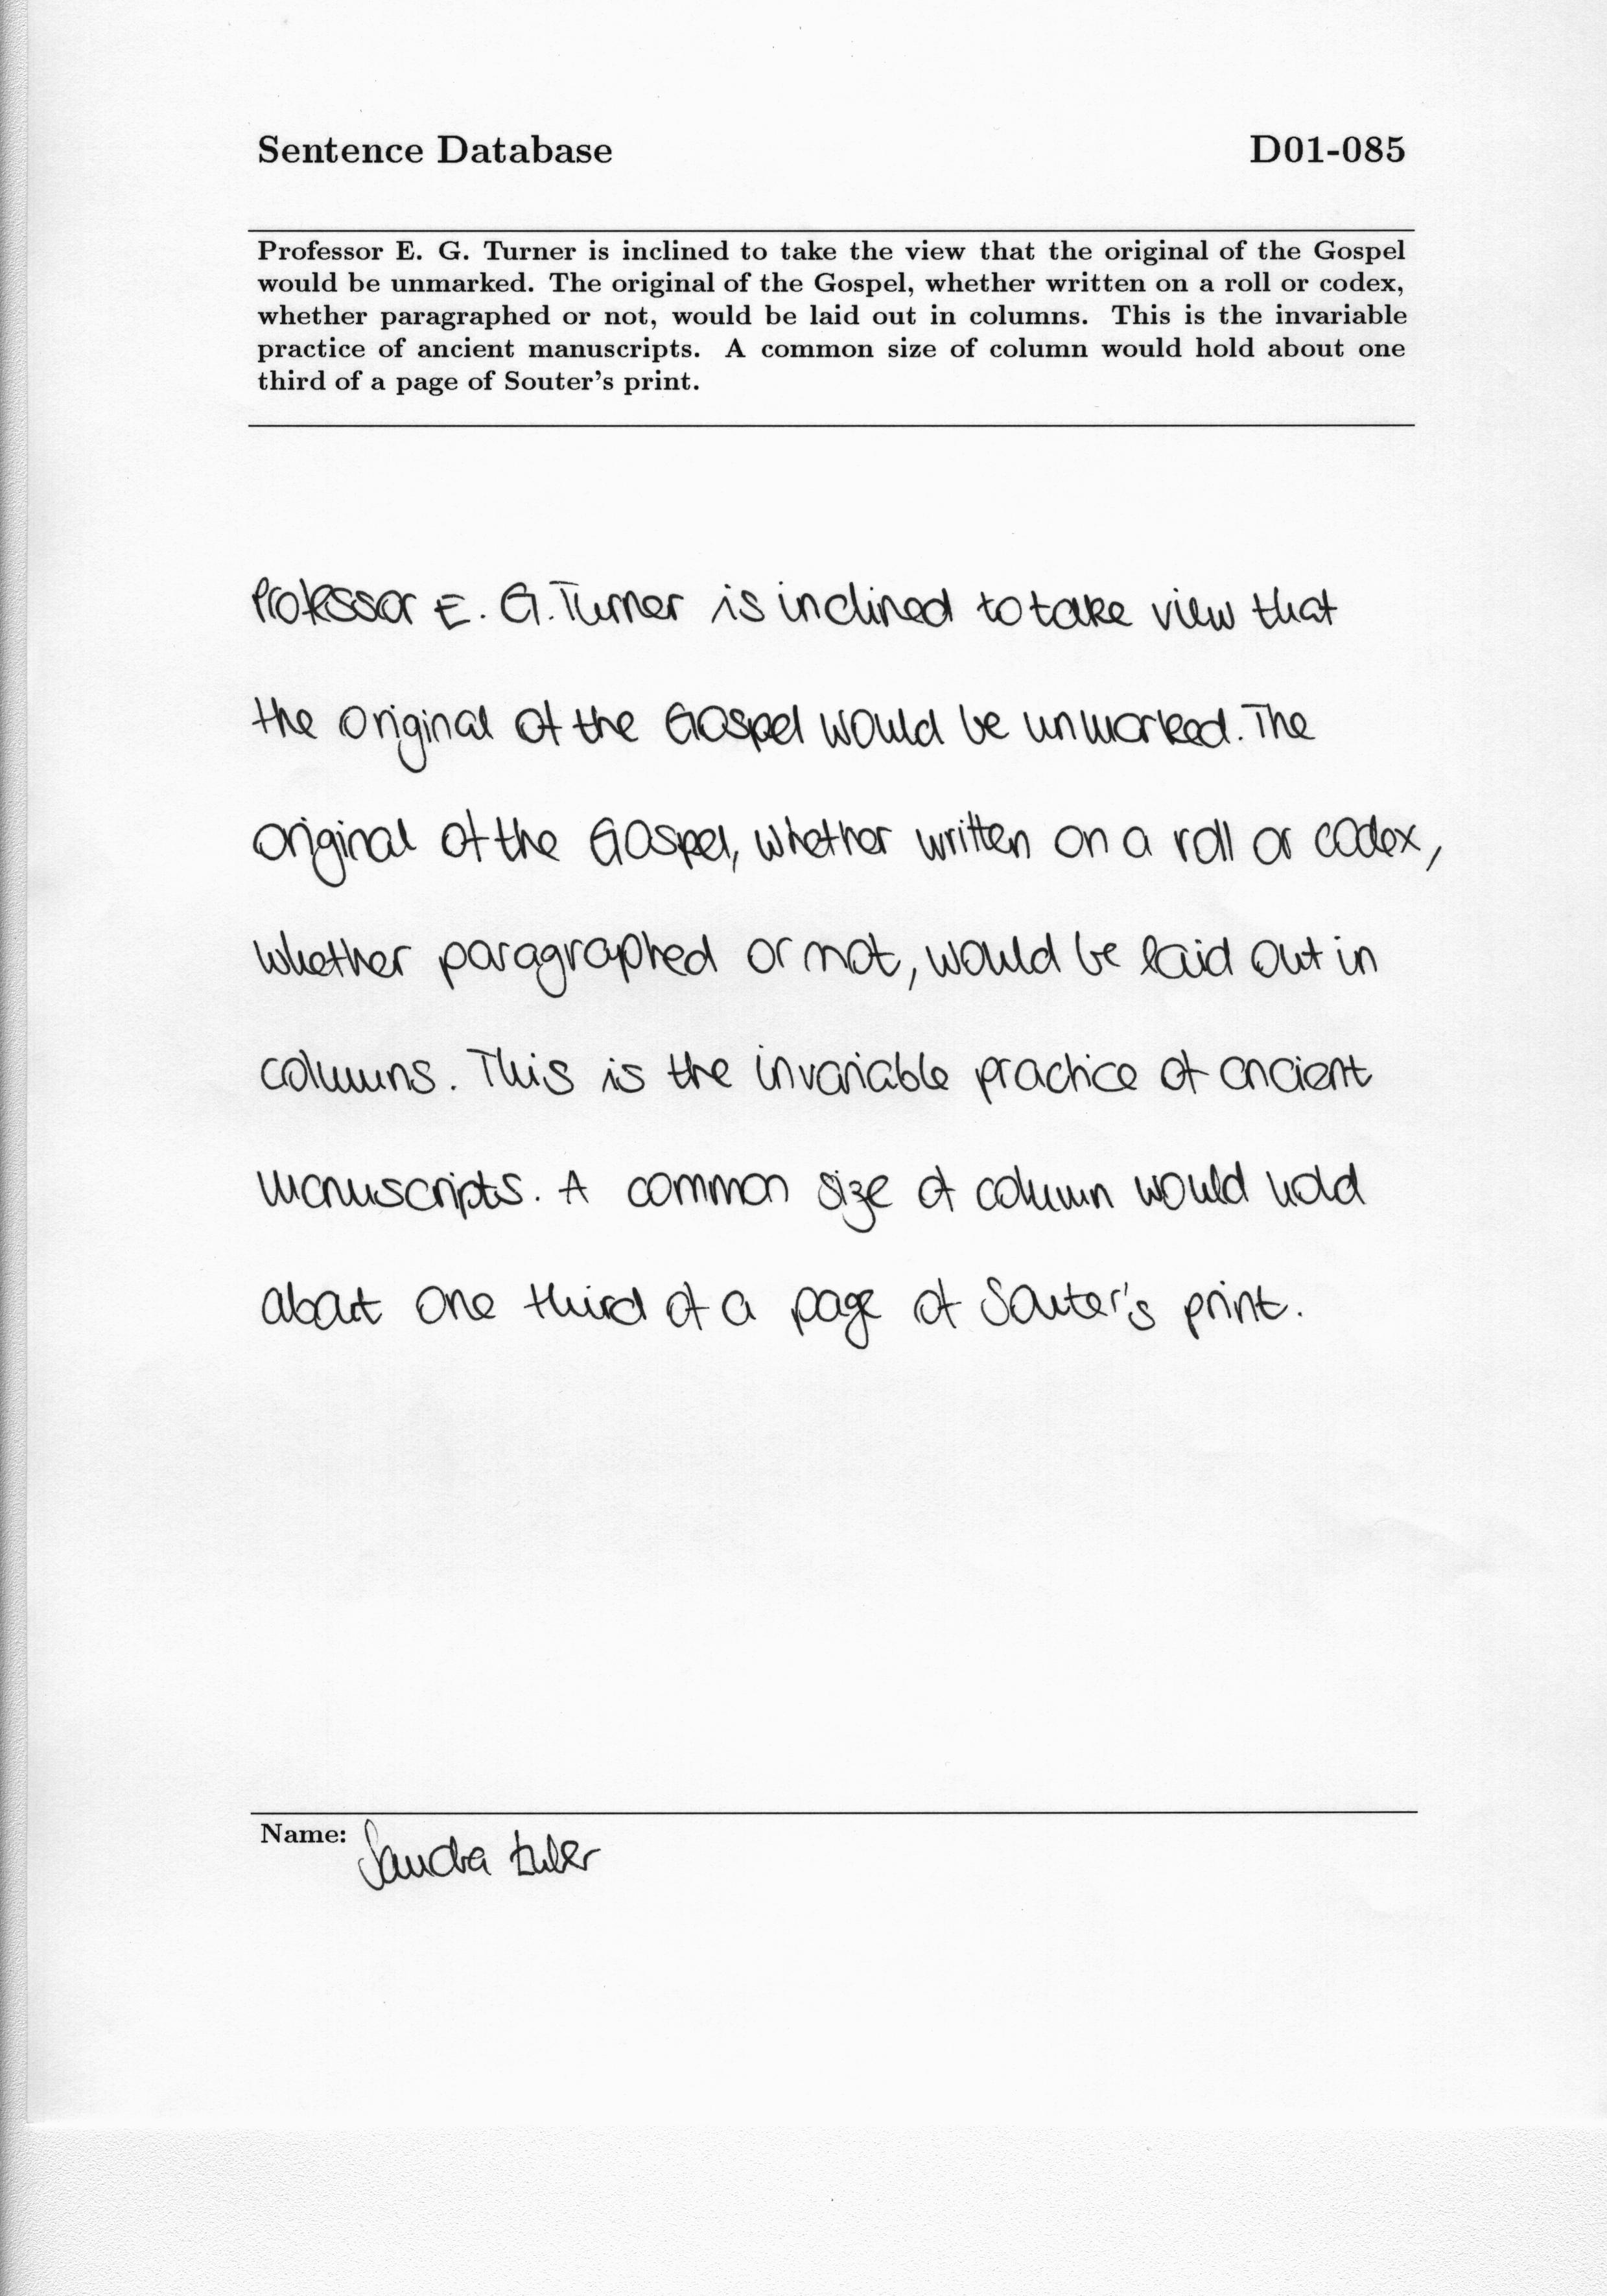 Sentence Database D01-085
Professor E. G. Turner is inclined to take the view that the original of the Gospel
would be unmarked. The original of the Gospel, whether written on a roll or codex,
whether paragraphed or not, would be laid out in columns. This is the invariable
practice of ancient manuscripts. A common size of column would hold about one
third of a page of Souter's print.
Professor E. G. Turner is inclined to take view that
the original of the Gospel would be unmarked. The
original of the Gospel, whether written on a roll or codex,
whether paragraphed or not, would be laid out in
columns. This is the invariable practice of ancient
manuscripts. A common size of column would hold
about one third of a page of Souter's print.
Name: Sandra